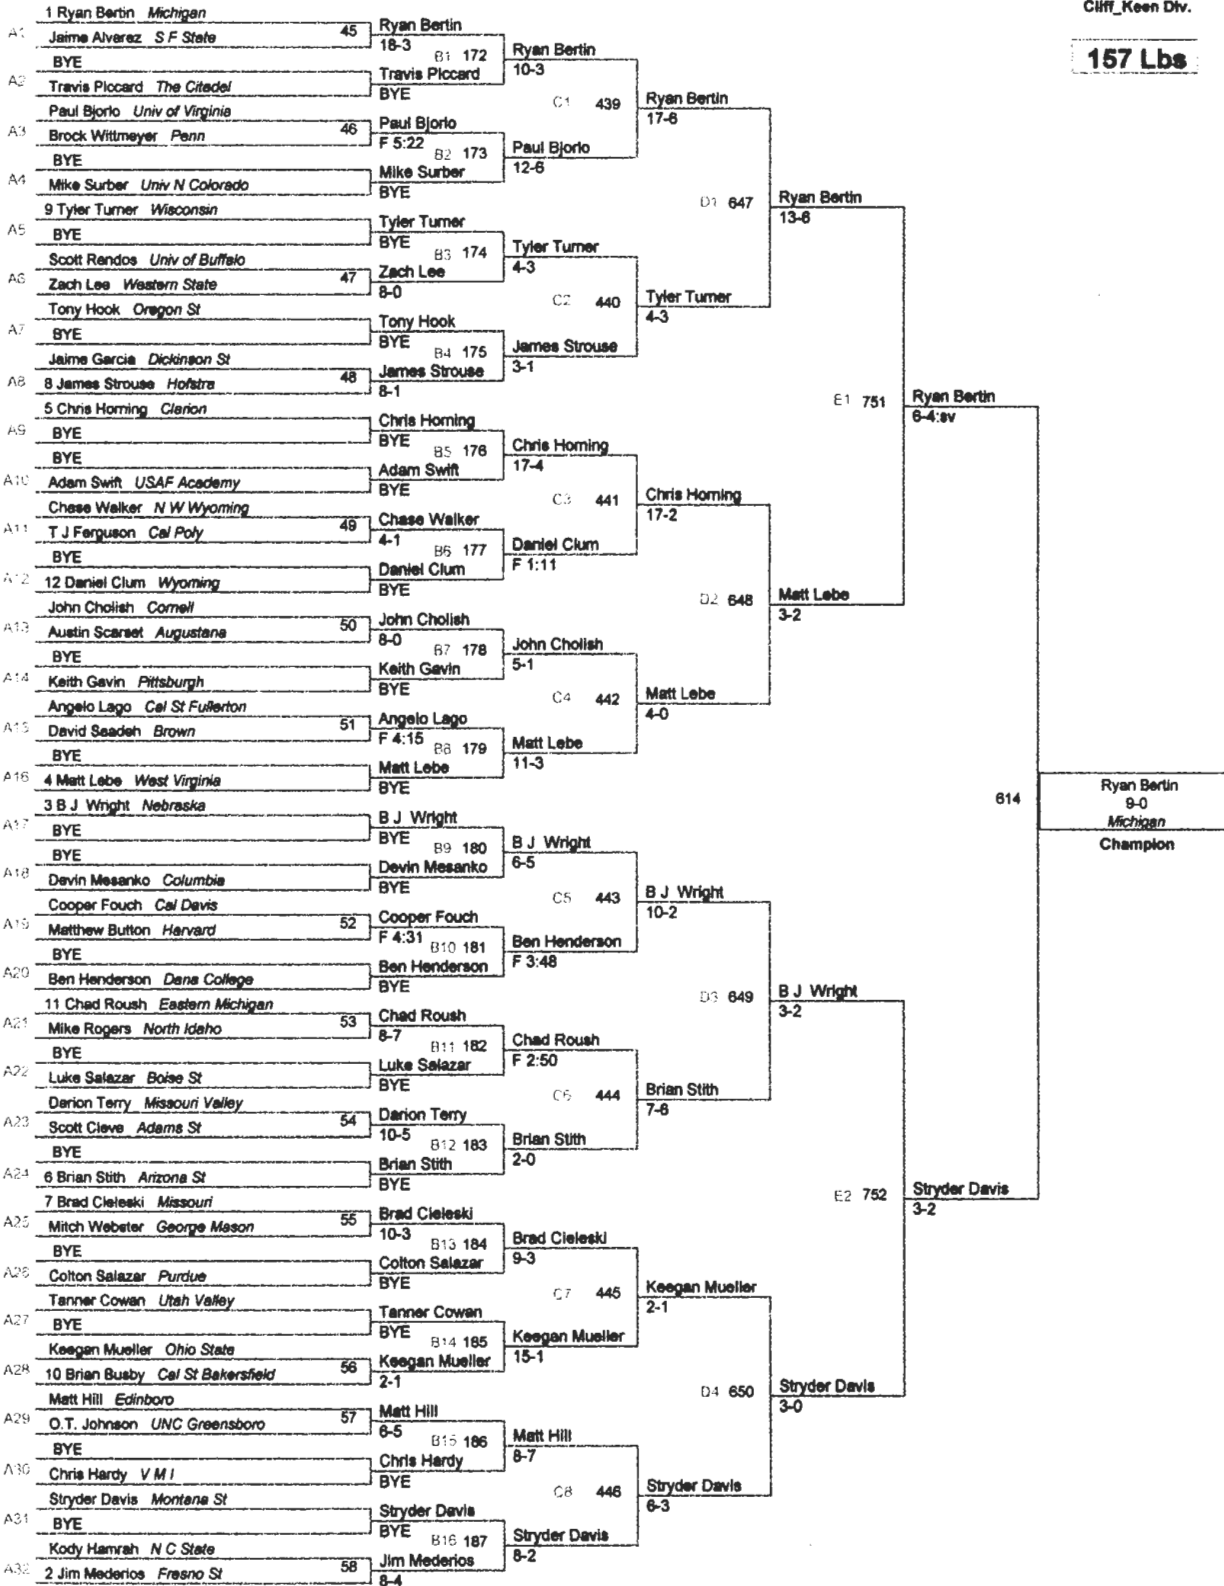 Cliff_Keen Div.
157 Lbs
A1
1 Ryan Bertin Michigan
Jaime Alvarez S F State
45
A2
BYE
Travis Piccard The Citadel
A3
Paul Bjorlo Univ of Virginia
Brock Wittmeyer Penn
46
A4
BYE
Mike Surber Univ N Colorado
A5
9 Tyler Turner Wisconsin
BYE
A6
Scott Rendos Univ of Buffalo
Zach Lee Western State
47
A7
Tony Hook Oregon St
BYE
A8
Jaime Garcia Dickinson St
8 James Strouse Hofstra
48
A9
5 Chris Horning Clarion
BYE
A10
BYE
Adam Swift USAF Academy
A11
Chase Walker N W Wyoming
T J Ferguson Cal Poly
49
A12
BYE
12 Daniel Clum Wyoming
A13
John Cholish Cornell
Austin Scarset Augustana
50
A14
BYE
Keith Gavin Pittsburgh
A15
Angelo Lago Cal St Fullerton
David Saadeh Brown
51
A16
BYE
4 Matt Lebe West Virginia
A17
3 B J Wright Nebraska
BYE
A18
BYE
Devin Mesanko Columbia
A19
Cooper Fouch Cal Davis
Matthew Button Harvard
52
A20
BYE
Ben Henderson Dana College
A21
11 Chad Roush Eastern Michigan
Mike Rogers North Idaho
53
A22
BYE
Luke Salazar Boise St
A23
Darion Terry Missouri Valley
Scott Cleve Adams St
54
A24
BYE
6 Brian Stith Arizona St
A25
7 Brad Cieleski Missouri
Mitch Webster George Mason
55
A26
BYE
Colton Salazar Purdue
A27
Tanner Cowan Utah Valley
BYE
A28
Keegan Mueller Ohio State
10 Brian Busby Cal St Bakersfield
56
A29
Matt Hill Edinboro
O.T. Johnson UNC Greensboro
57
A30
BYE
Chris Hardy V M I
A31
Stryder Davis Montana St
BYE
A32
Kody Hamrah N C State
2 Jim Mederios Fresno St
58
Ryan Bertin
18-3
B1 172
Travis Piccard
BYE
Paul Bjorlo
F 5:22
B2 173
Mike Surber
BYE
Tyler Turner
BYE
B3 174
Zach Lee
8-0
Tony Hook
BYE
B4 175
James Strouse
8-1
Chris Horning
BYE
B5 176
Adam Swift
BYE
Chase Walker
4-1
B6 177
Daniel Clum
BYE
John Cholish
8-0
B7 178
Keith Gavin
BYE
Angelo Lago
F 4:15
B8 179
Matt Lebe
BYE
B J Wright
BYE
B9 180
Devin Mesanko
BYE
Cooper Fouch
F 4:31
B10 181
Ben Henderson
BYE
Chad Roush
8-7
B11 182
Luke Salazar
BYE
Darion Terry
10-5
B12 183
Brian Stith
BYE
Brad Cieleski
10-3
B13 184
Colton Salazar
BYE
Tanner Cowan
BYE
B14 185
Keegan Mueller
2-1
Matt Hill
6-5
B15 186
Chris Hardy
BYE
Stryder Davis
BYE
B16 187
Jim Mederios
8-4
Ryan Bertin
10-3
C1 439
Paul Bjorlo
12-6
Tyler Turner
4-3
C2 440
James Strouse
3-1
Chris Horning
17-4
C3 441
Daniel Clum
F 1:11
John Cholish
5-1
C4 442
Matt Lebe
11-3
B J Wright
6-5
C5 443
Ben Henderson
F 3:48
Chad Roush
F 2:50
C6 444
Brian Stith
2-0
Brad Cieleski
9-3
C7 445
Keegan Mueller
15-1
Matt Hill
8-7
C8 446
Stryder Davis
8-2
Ryan Bertin
17-6
D1 647
Tyler Turner
4-3
Chris Horning
17-2
D2 648
Matt Lebe
4-0
B J Wright
10-2
D3 649
Brian Stith
7-6
Keegan Mueller
2-1
D4 650
Stryder Davis
6-3
Ryan Bertin
13-6
E1 751
Matt Lebe
3-2
B J Wright
3-2
E2 752
Stryder Davis
3-0
Ryan Bertin
6-4:sv
614
Stryder Davis
3-2
Ryan Bertin
9-0
Michigan
Champion